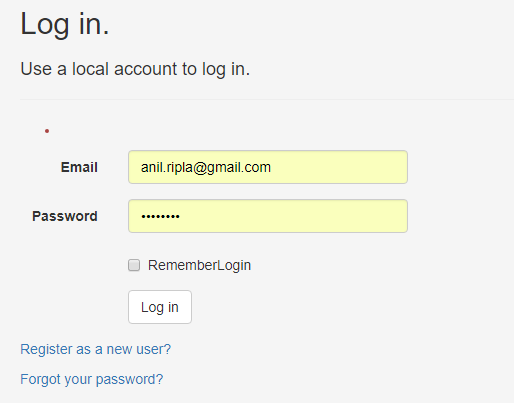 Log in.
Use a local account to log in.
Email anil.ripla@gmail.com
Password ••••••••
RememberLogin
Log in
Register as a new user?
Forgot your password?